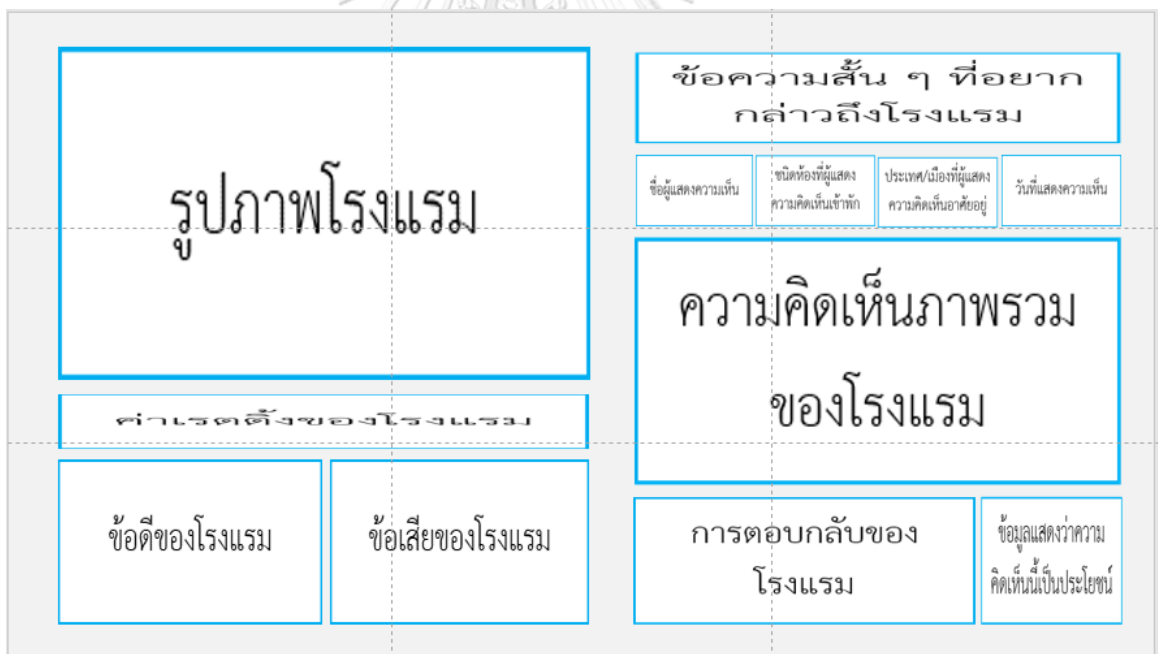 รูปภาพโรงแรม
ค่าเรตติ้งของโรงแรม
ข้อดีของโรงแรม
ข้อเสียของโรงแรม
ข้อความสั้น ๆ ที่อยาก
กล่าวถึงโรงแรม
ชื่อผู้แสดงความเห็น
ชนิดห้องที่ผู้แสดง
ความคิดเห็นเข้าพัก
ประเทศ/เมืองที่ผู้แสดง
ความคิดเห็นอาศัยอยู่
วันที่แสดงความเห็น
ความคิดเห็นภาพรวม
ของโรงแรม
การตอบกลับของ
โรงแรม
ข้อมูลแสดงว่าความ
คิดเห็นนี้เป็นประโยชน์